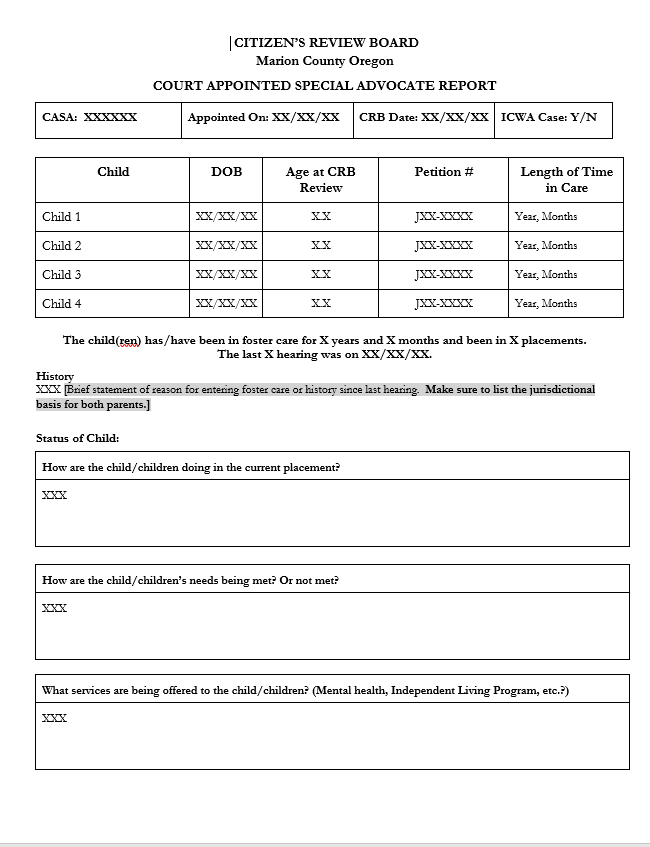 CITIZEN'S REVIEW BOARD
Marion County Oregon
COURT APPOINTED SPECIAL ADVOCATE REPORT
CASA: XXXXXX Appointed On: XX/XX/XX CRB Date: XX/XX/XX ICWA Case: Y/N
Child DOB Age at CRB Review Petition # Length of Time in Care
Child 1 XX/XX/XX X.X JXX-XXXX Year, Months
Child 2 XX/XX/XX X.X JXX-XXXX Year, Months
Child 3 XX/XX/XX X.X JXX-XXXX Year, Months
Child 4 XX/XX/XX X.X JXX-XXXX Year, Months
The child(ren) has/have been in foster care for X years and X months and been in X placements.
The last X hearing was on XX/XX/XX.
History
XXX [Brief statement of reason for entering foster care or history since last hearing. Make sure to list the jurisdictional
basis for both parents.]
Status of Child:
How are the child/children doing in the current placement?
XXX
How are the child/children's needs being met? Or not met?
XXX
What services are being offered to the child/children? (Mental health, Independent Living Program, etc.?)
XXX